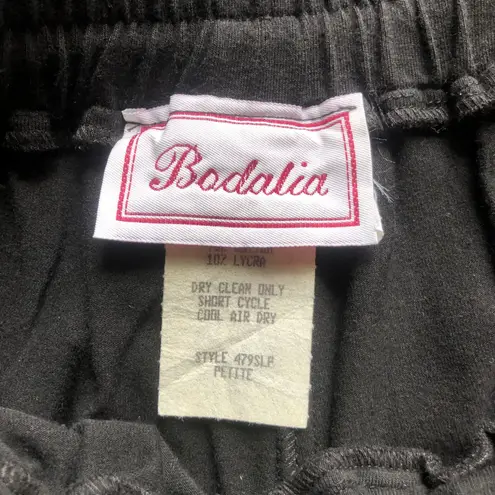 Bodalia
10% LYCRA
DRY CLEAN ONLY
SHORT CYCLE
COOL AIR DRY
STYLE 479SLP
PETITE